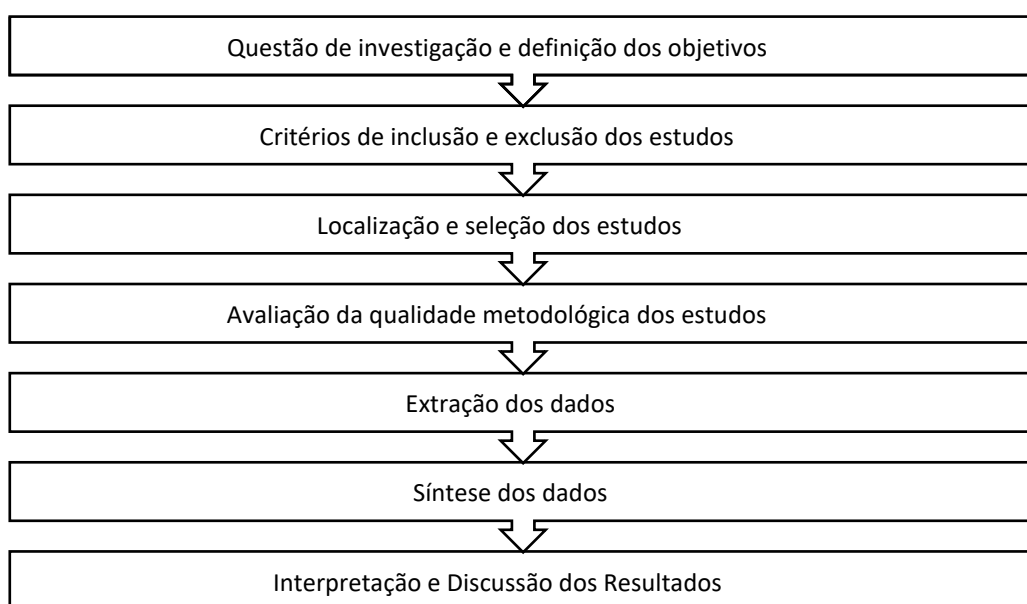 Questão de investigação e definição dos objetivos
Critérios de inclusão e exclusão dos estudos
Localização e seleção dos estudos
Avaliação da qualidade metodológica dos estudos
Extração dos dados
Síntese dos dados
Interpretação e Discussão dos Resultados